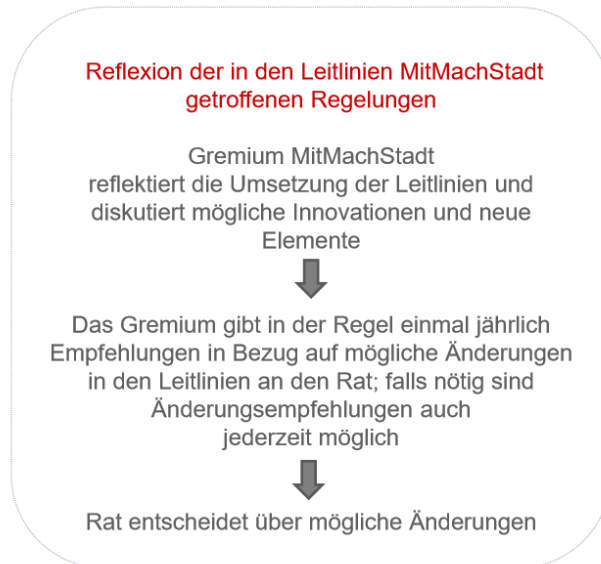 Reflexion der in den Leitlinien MitMachStadt
getroffenen Regelungen
Gremium MitMachStadt
reflektiert die Umsetzung der Leitlinien und
diskutiert mögliche Innovationen und neue
Elemente
Das Gremium gibt in der Regel einmal jährlich
Empfehlungen in Bezug auf mögliche Änderungen
in den Leitlinien an den Rat; falls nötig sind
Änderungsempfehlungen auch
jederzeit möglich
Rat entscheidet über mögliche Änderungen